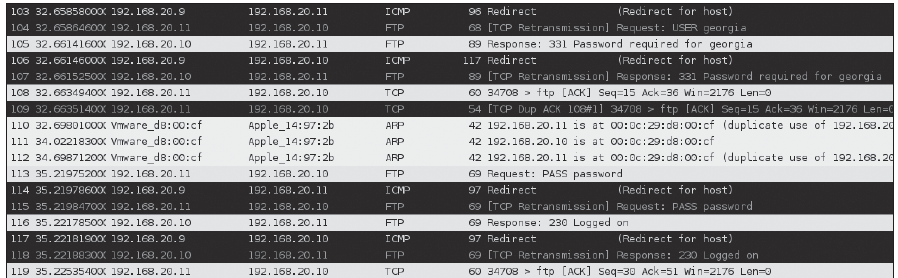 103 32.65858000( 192.168.20.9 192.168.20.11 ICMP 96 Redirect (Redirect for host)
104 32.65864600( 192.168.20.11 192.168.20.10 FTP 68 [TCP Retransmission] Request: USER georgia
105 32.66141600( 192.168.20.10 192.168.20.11 FTP 89 Response: 331 Password required for georgia
106 32.66146000( 192.168.20.9 192.168.20.10 ICMP 117 Redirect (Redirect for host)
107 32.66152500( 192.168.20.10 192.168.20.11 FTP 89 [TCP Retransmission] Response: 331 Password required for georgia
108 32.66349400( 192.168.20.11 192.168.20.10 TCP 60 34708 > ftp [ACK] Seq=15 Ack=36 Win=2176 Len=0
109 32.66351400( 192.168.20.11 192.168.20.10 TCP 54 [TCP Dup ACK 108#1] 34708 > ftp [ACK] Seq=15 Ack=36 Win=2176 Len=0
110 32.69801000( Vmware_d8:00:cf Apple_14:97:2b ARP 42 192.168.20.11 is at 00:0c:29:d8:00:cf (duplicate use of 192.168.20
111 34.02218300( Vmware_d8:00:cf Apple_14:97:2b ARP 42 192.168.20.10 is at 00:0c:29:d8:00:cf
112 34.69871200( Vmware_d8:00:cf Apple_14:97:2b ARP 42 192.168.20.11 is at 00:0c:29:d8:00:cf (duplicate use of 192.168.20
113 35.21975200( 192.168.20.11 192.168.20.10 FTP 69 Request: PASS password
114 35.21978600( 192.168.20.9 192.168.20.11 ICMP 97 Redirect (Redirect for host)
115 35.21984700( 192.168.20.11 192.168.20.10 FTP 69 [TCP Retransmission] Request: PASS password
116 35.22178500( 192.168.20.10 192.168.20.11 FTP 69 Response: 230 Logged on
117 35.22181900( 192.168.20.9 192.168.20.10 ICMP 97 Redirect (Redirect for host)
118 35.22188300( 192.168.20.10 192.168.20.11 FTP 69 [TCP Retransmission] Response: 230 Logged on
119 35.22535400( 192.168.20.11 192.168.20.10 TCP 60 34708 > ftp [ACK] Seq=30 Ack=51 Win=2176 Len=0